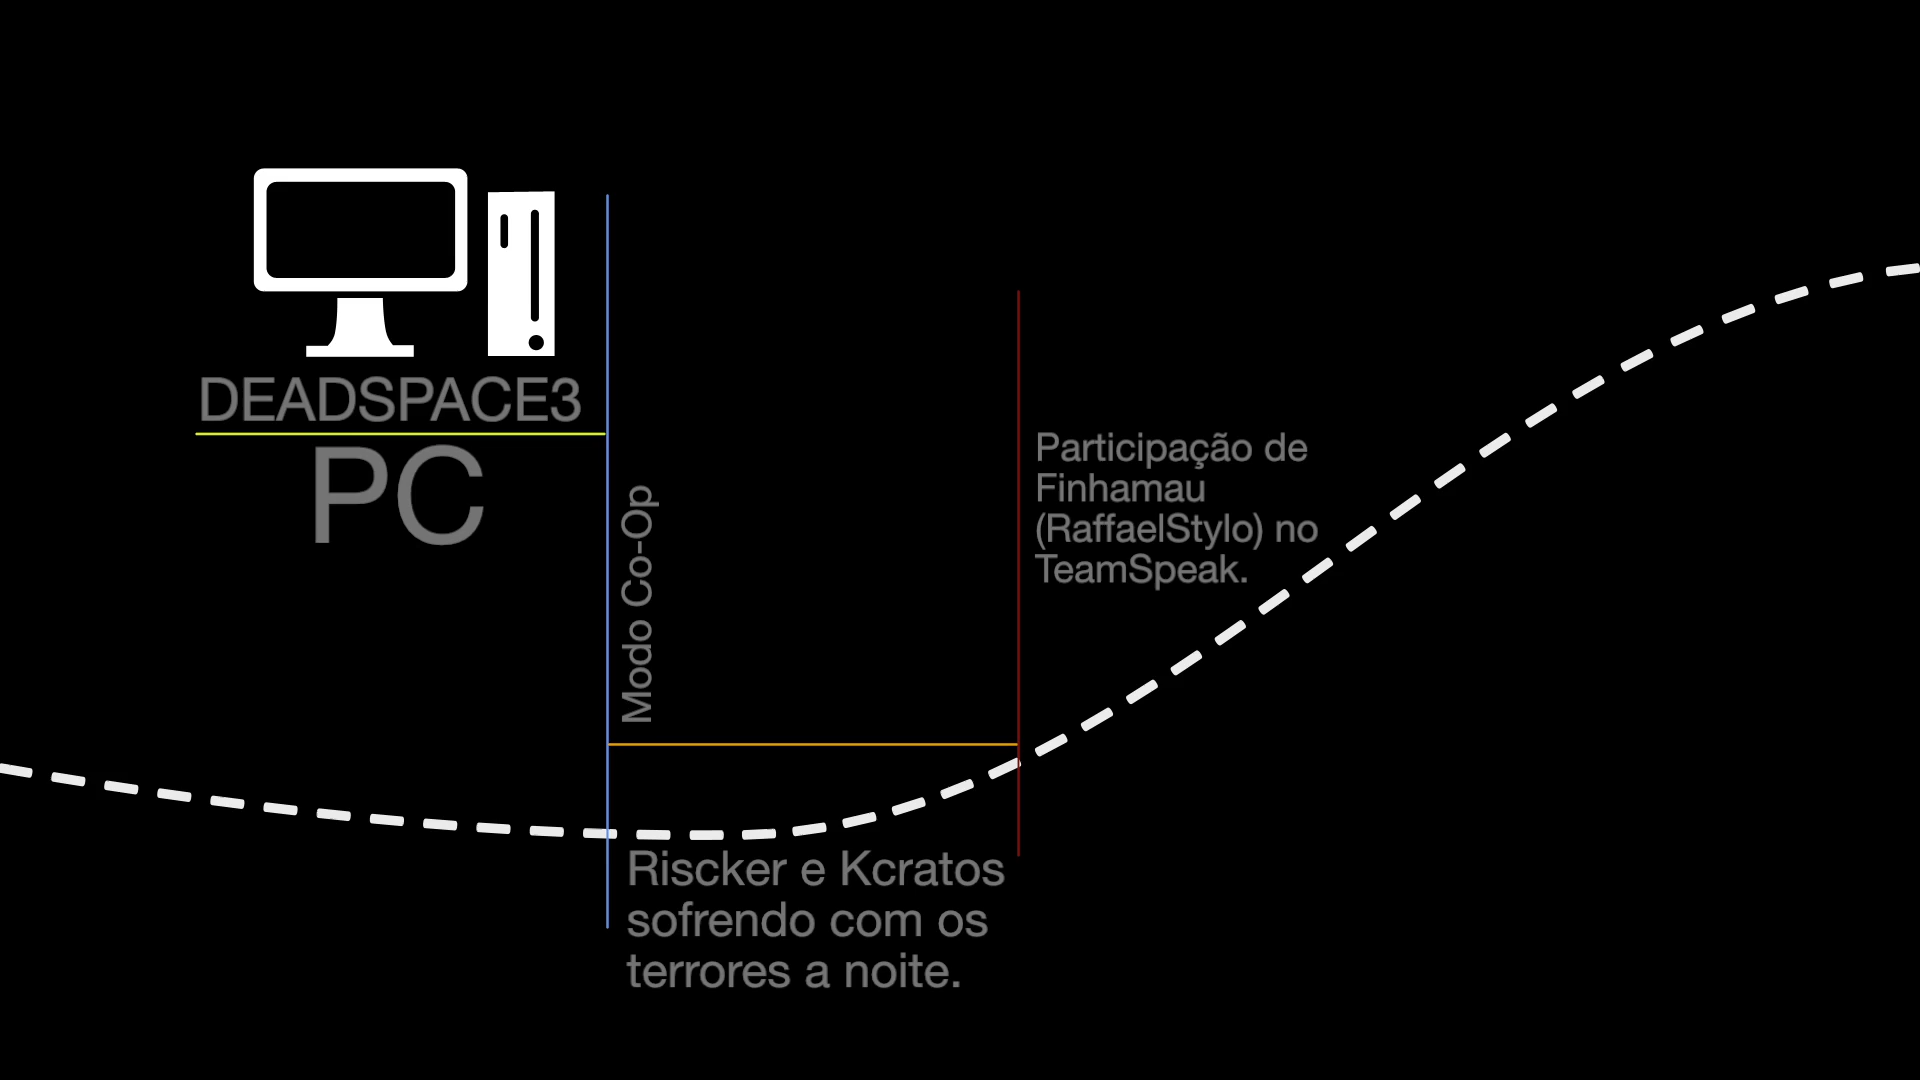 DEADSPACE3
PC
Modo Co-Op
Participação de
Finhamau
(RaffaelStylo) no
TeamSpeak.
Riscker e Kcratos
sofrendo com os
terrores a noite.